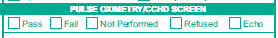 PULSE OXIMETRY/CCHD SCREEN
Pass Fail Not Performed Refused Echo